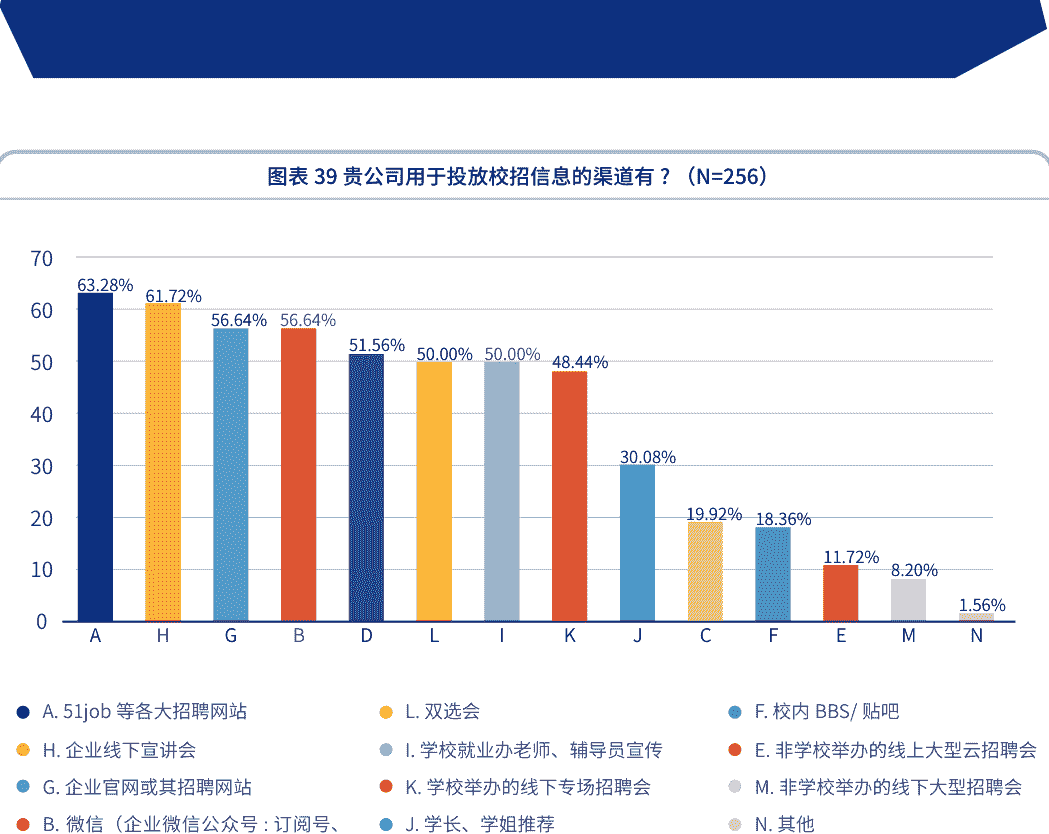 图表 39 贵公司用于投放校招信息的渠道有？（N=256）
70
60
50
40
30
20
10
0
63.28%
61.72%
56.64%
56.64%
51.56%
50.00%
50.00%
48.44%
30.08%
19.92%
18.36%
11.72%
8.20%
1.56%
A H G B D L I K J C F E M N
A. 51job 等各大招聘网站
H. 企业线下宣讲会
G. 企业官网或其招聘网站
B. 微信（企业微信公众号 : 订阅号、
L. 双选会
I. 学校就业办老师、辅导员宣传
K. 学校举办的线下专场招聘会
J. 学长、学姐推荐
F. 校内 BBS/ 贴吧
E. 非学校举办的线上大型云招聘会
M. 非学校举办的线下大型招聘会
N. 其他